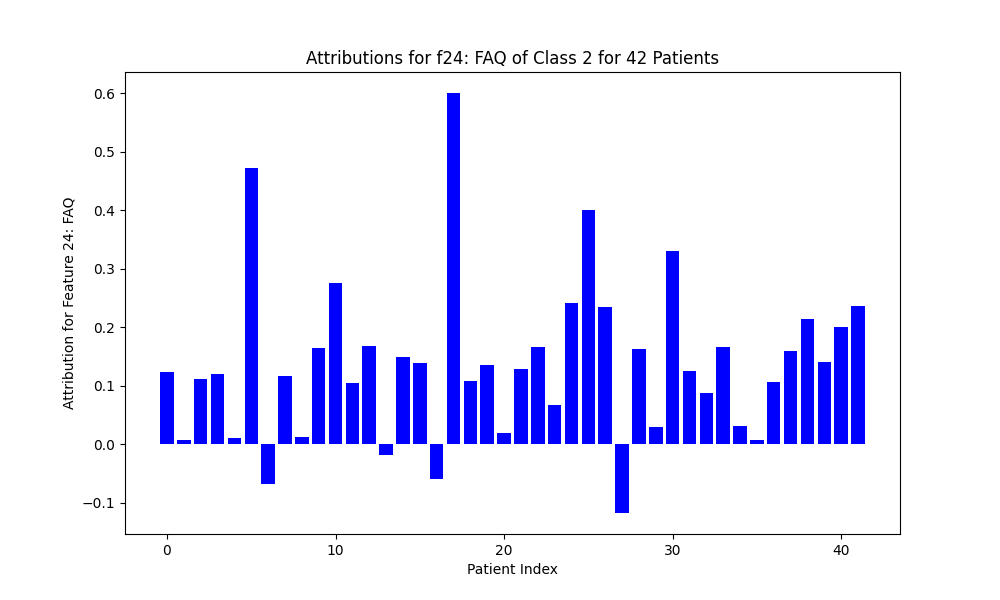 Attributions for f24: FAQ of Class 2 for 42 Patients
Attribution for Feature 24: FAQ
0.6
0.5
0.4
0.3
0.2
0.1
0.0
−0.1
0 10 20 30 40
Patient Index